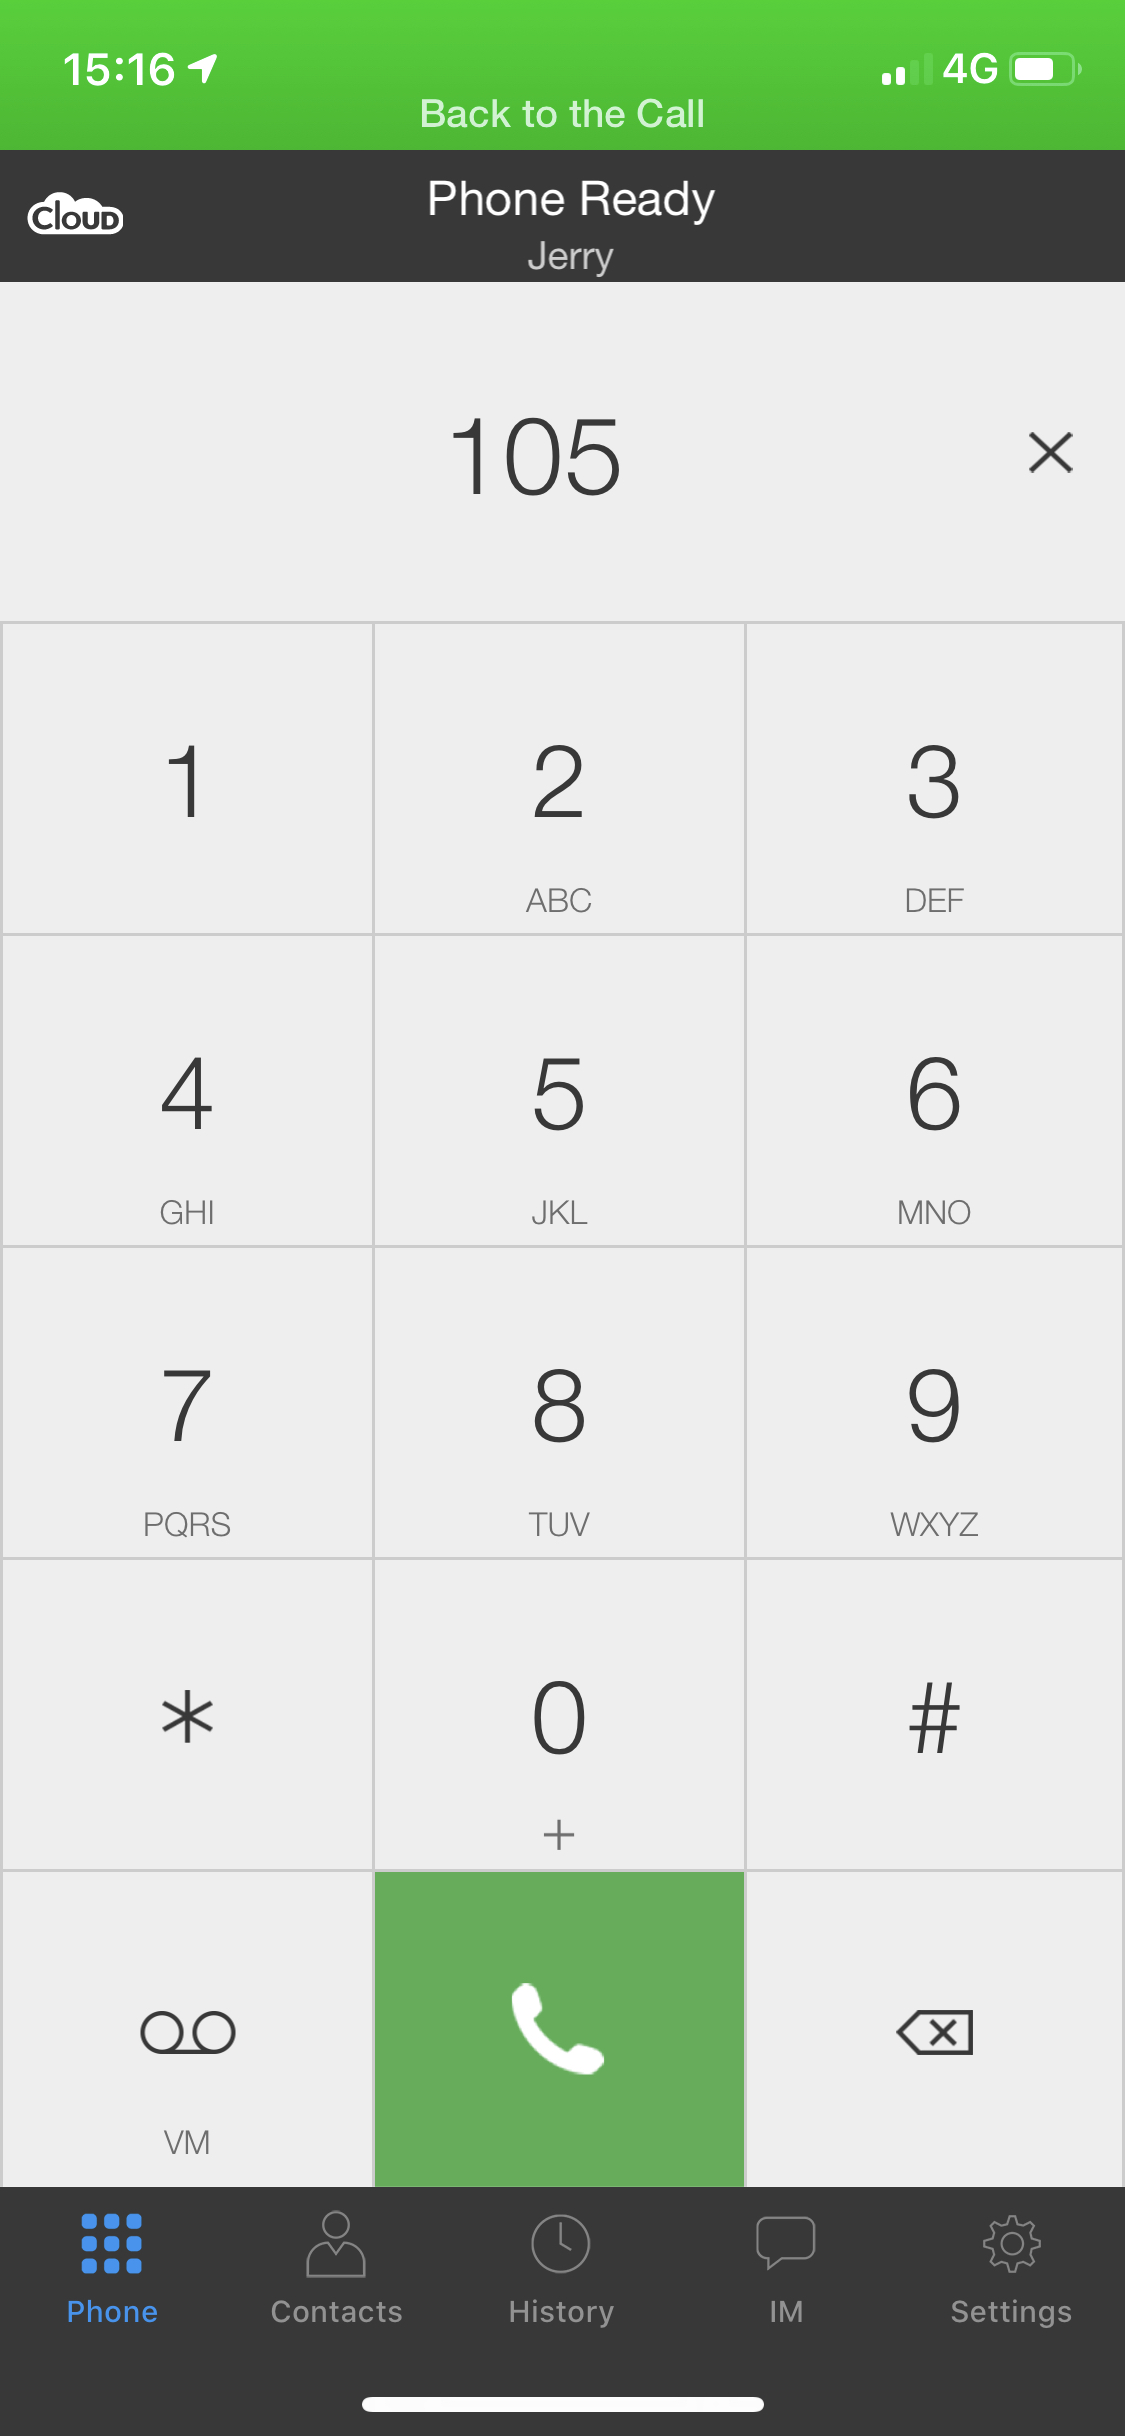 15:16 4G
Back to the Call
CLOUD
Phone Ready
Jerry
105
1 2 3
ABC DEF
4 5 6
GHI JKL MNO
7 8 9
PQRS TUV WXYZ
* 0 #
+
VM
Phone Contacts History IM Settings